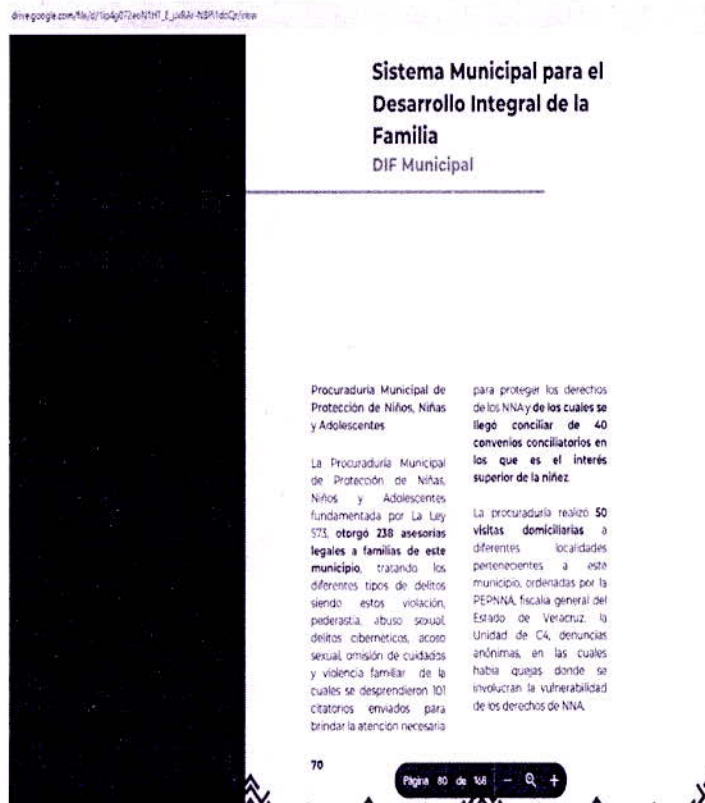 Sistema Municipal para el
Desarrollo Integral de la
Familia
DIF Municipal
Procuraduría Municipal de
Protección de Niños, Niñas
y Adolescentes
La Procuraduría Municipal
de Protección de Niñas,
Niños y Adolescentes
fundamentada por La Ley
573, otorgó 238 asesorías
legales a familias de este
municipio, tratando los
diferentes tipos de delitos
siendo estos violación,
pederastia, abuso sexual,
delitos cibernéticos, acoso
sexual, omisión de cuidados
y violencia familiar de la
cuales se desprendieron 101
citatorios enviados para
brindar la atención necesaria
para proteger los derechos
de los NNA y de los cuales se
llegó conciliar de 40
convenios conciliatorios en
los que es el interés
superior de la niñez.
La procuraduría realizó 50
visitas domiciliarias a
diferentes localidades
pertenecientes a este
municipio, ordenadas por la
PEPNNA, fiscalía general del
Estado de Veracruz, la
Unidad de C4, denuncias
anónimas, en las cuales
había quejas donde se
involucran la vulnerabilidad
de los derechos de NNA.
70
Página 80 de 168 − +